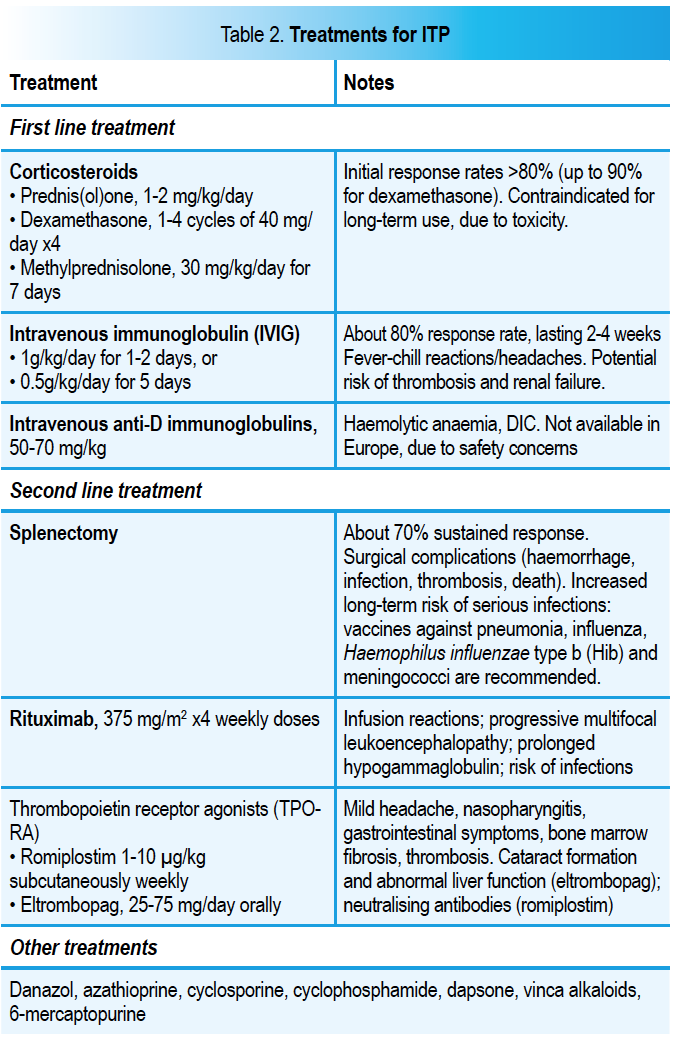 Table 2. Treatments for ITP
Treatment
Notes
First line treatment
Corticosteroids
• Prednis(ol)one, 1-2 mg/kg/day
• Dexamethasone, 1-4 cycles of 40 mg/
day x4
• Methylprednisolone, 30 mg/kg/day for
7 days
Initial response rates >80% (up to 90%
for dexamethasone). Contraindicated for
long-term use, due to toxicity.
Intravenous immunoglobulin (IVIG)
• 1g/kg/day for 1-2 days, or
• 0.5g/kg/day for 5 days
About 80% response rate, lasting 2-4 weeks
Fever-chill reactions/headaches. Potential
risk of thrombosis and renal failure.
Intravenous anti-D immunoglobulins,
50-70 mg/kg
Haemolytic anaemia, DIC. Not available in
Europe, due to safety concerns
Second line treatment
Splenectomy
About 70% sustained response.
Surgical complications (haemorrhage,
infection, thrombosis, death). Increased
long-term risk of serious infections:
vaccines against pneumonia, influenza,
Haemophilus influenzae type b (Hib) and
meningococci are recommended.
Rituximab, 375 mg/m² x4 weekly doses
Infusion reactions; progressive multifocal
leukoencephalopathy; prolonged
hypogammaglobulin; risk of infections
Thrombopoietin receptor agonists (TPO-
RA)
• Romiplostim 1-10 µg/kg
subcutaneously weekly
• Eltrombopag, 25-75 mg/day orally
Mild headache, nasopharyngitis,
gastrointestinal symptoms, bone marrow
fibrosis, thrombosis. Cataract formation
and abnormal liver function (eltrombopag);
neutralising antibodies (romiplostim)
Other treatments
Danazol, azathioprine, cyclosporine, cyclophosphamide, dapsone, vinca alkaloids,
6-mercaptopurine